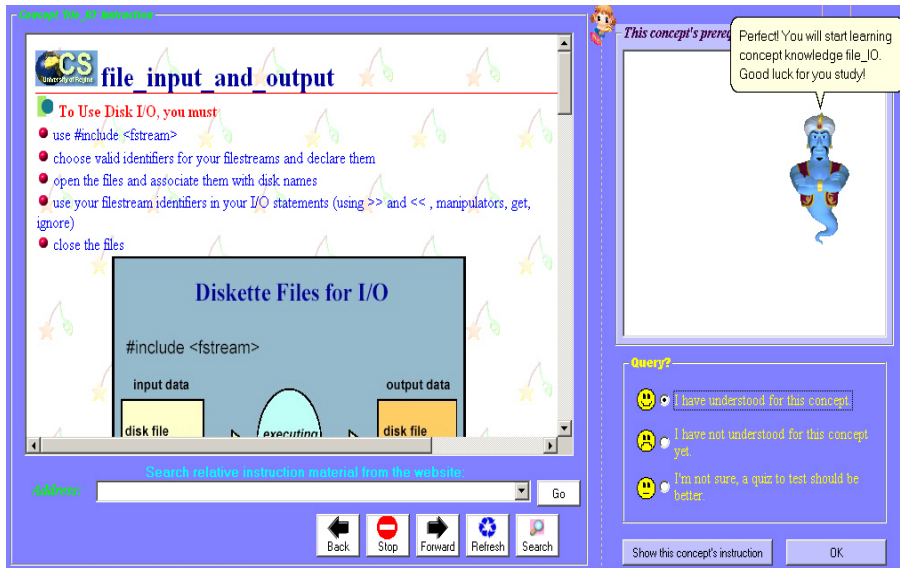 Concept file_IO instruction
CS
University of Regina
file_input_and_output
To Use Disk I/O, you must
use #include <fstream>
choose valid identifiers for your filestreams and declare them
open the files and associate them with disk names
use your filestream identifiers in your I/O statements (using >> and << , manipulators, get,
ignore)
close the files
Diskette Files for I/O
#include <fstream>
input data
output data
disk file
executing
disk file
Search relative instruction material from the website:
Address:
Go
Back
Stop
Forward
Refresh
Search
This concept's
Perfect! You will start learning
concept knowledge file_IO.
Good luck for you study!
Query?
I have understood for this concept
I have not understood for this concept
yet.
I'm not sure, a quiz to test should be
better.
Show this concept's instruction
OK